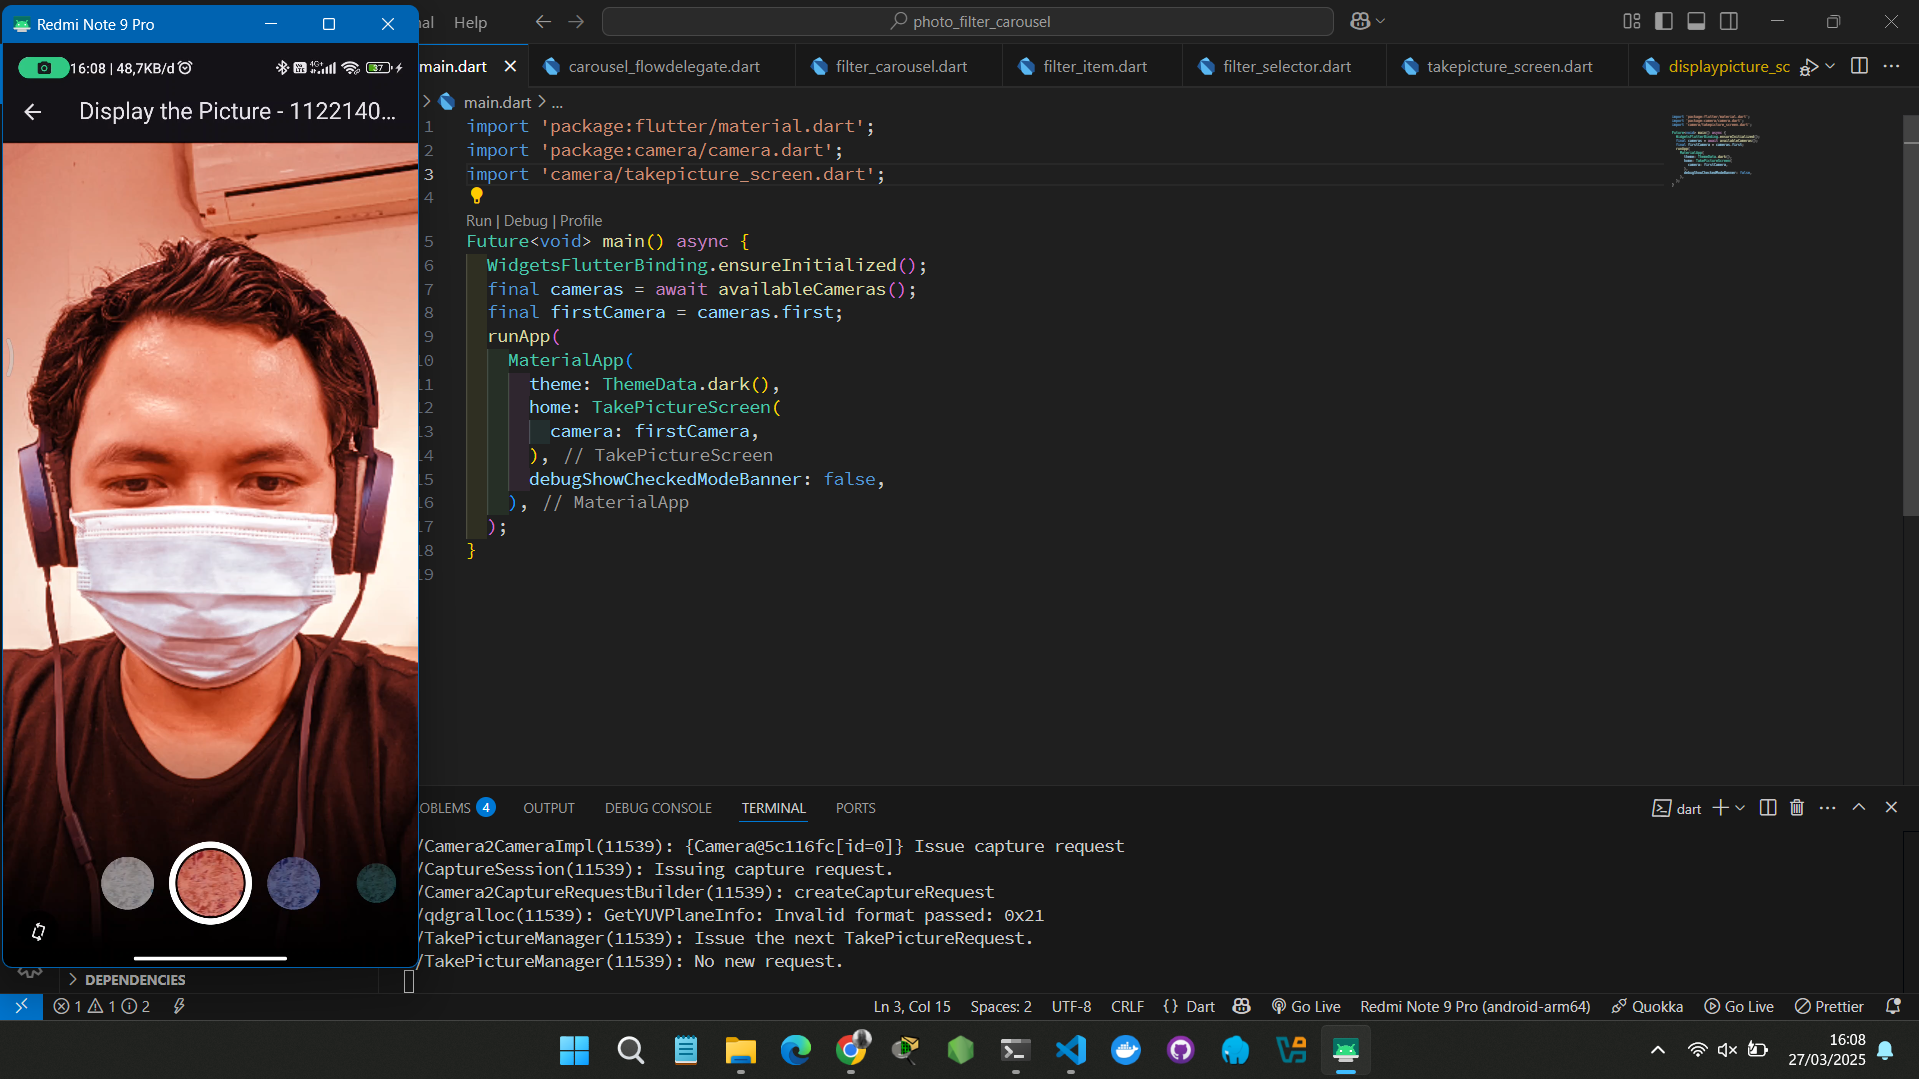 Redmi Note 9 Pro
Help
photo_filter_carousel
16:08 | 48,7KB/d
4G+
37
Display the Picture - 1122140...
main.dart
carousel_flowdelegate.dart
filter_carousel.dart
filter_item.dart
filter_selector.dart
takepicture_screen.dart
displaypicture_sc
main.dart > ...
1 import 'package:flutter/material.dart';
2 import 'package:camera/camera.dart';
3 import 'camera/takepicture_screen.dart';
4
Run | Debug | Profile
5 Future<void> main() async {
6 WidgetsFlutterBinding.ensureInitialized();
7 final cameras = await availableCameras();
8 final firstCamera = cameras.first;
9 runApp(
10 MaterialApp(
11 theme: ThemeData.dark(),
12 home: TakePictureScreen(
13 camera: firstCamera,
14 ), // TakePictureScreen
15 debugShowCheckedModeBanner: false,
16 ), // MaterialApp
17 );
18 }
19
OBLEMS 4
OUTPUT
DEBUG CONSOLE
TERMINAL
PORTS
dart
/Camera2CameraImpl(11539): {Camera@5c116fc[id=0]} Issue capture request
/CaptureSession(11539): Issuing capture request.
/Camera2CaptureRequestBuilder(11539): createCaptureRequest
/qdgralloc(11539): GetYUVPlaneInfo: Invalid format passed: 0x21
/TakePictureManager(11539): Issue the next TakePictureRequest.
/TakePictureManager(11539): No new request.
DEPENDENCIES
1 1 2
Ln 3, Col 15
Spaces: 2
UTF-8
CRLF
{} Dart
Go Live
Redmi Note 9 Pro (android-arm64)
Quokka
Go Live
Prettier
16:08
27/03/2025